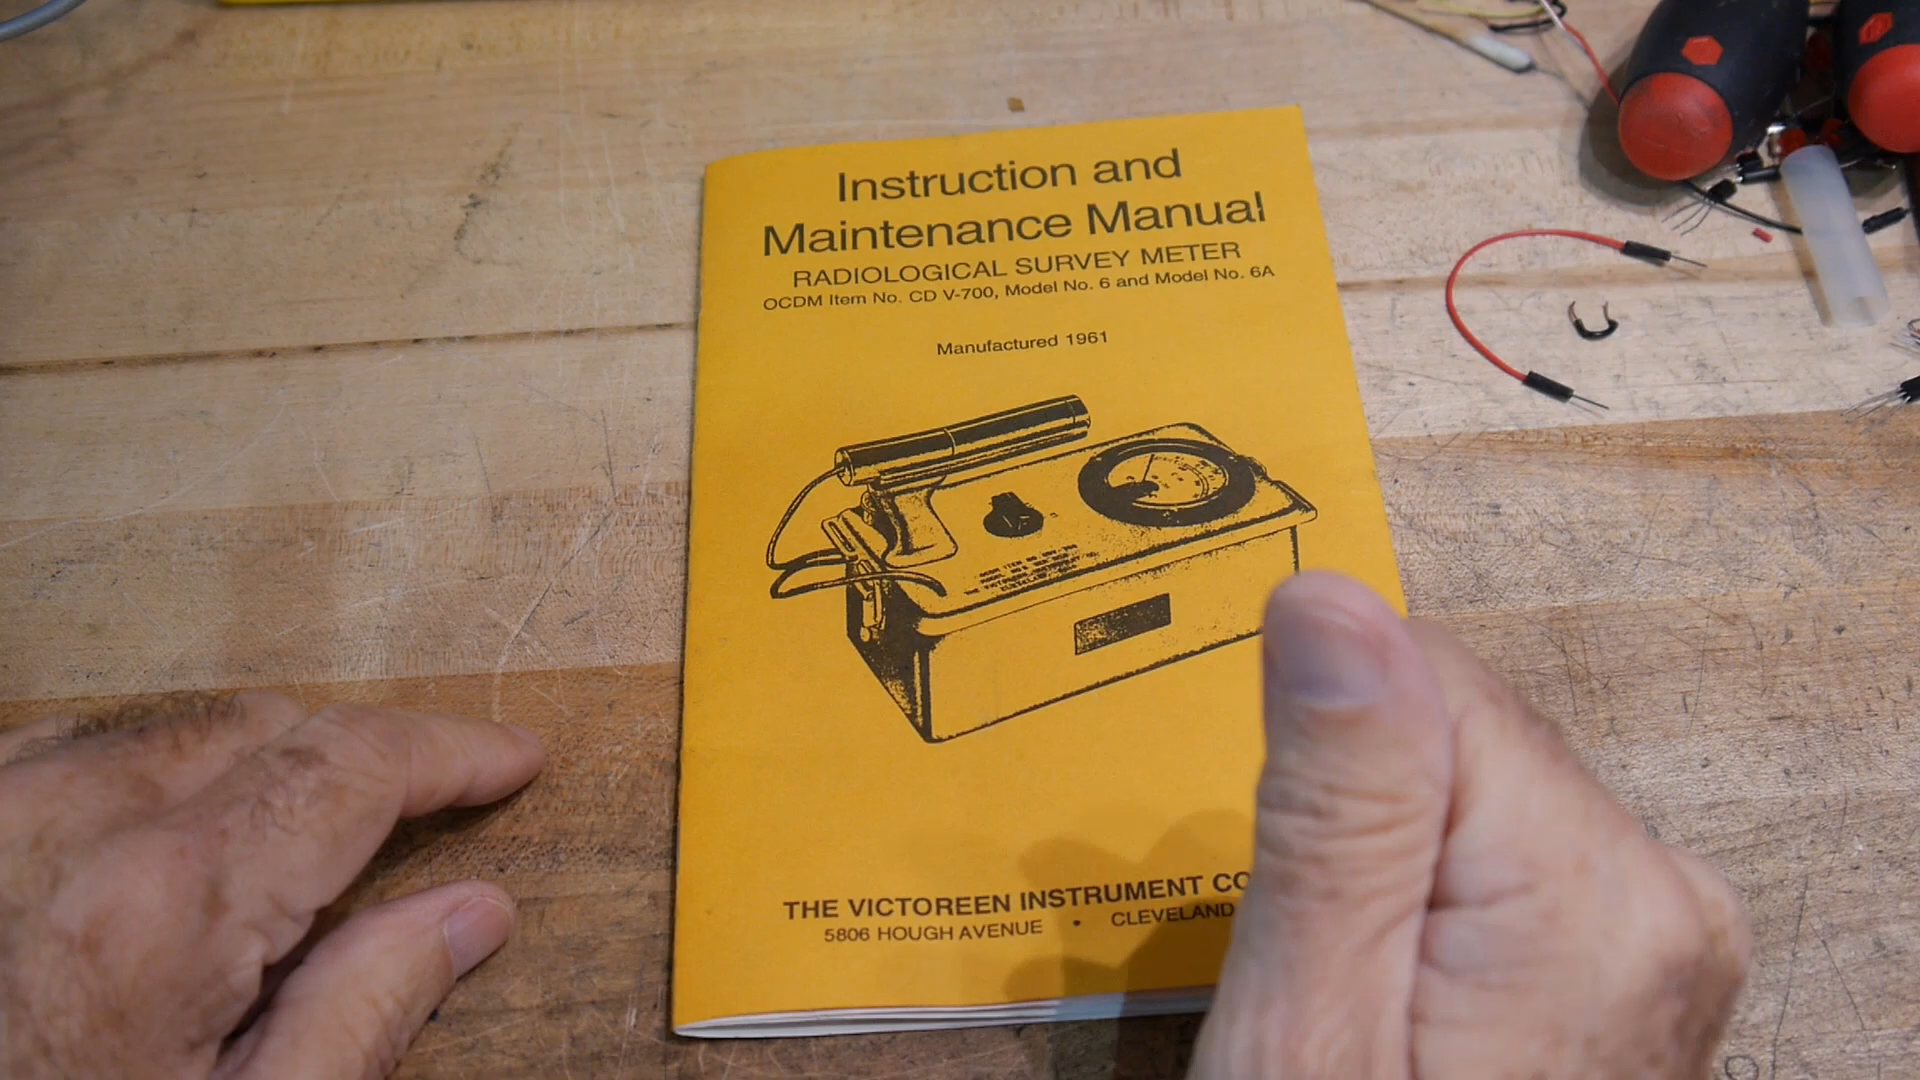 Instruction and
Maintenance Manual
RADIOLOGICAL SURVEY METER
OCDM Item No. CD V-700, Model No. 6 and Model No. 6A
Manufactured 1961
THE VICTOREEN INSTRUMENT CO
5806 HOUGH AVENUE • CLEVELAND